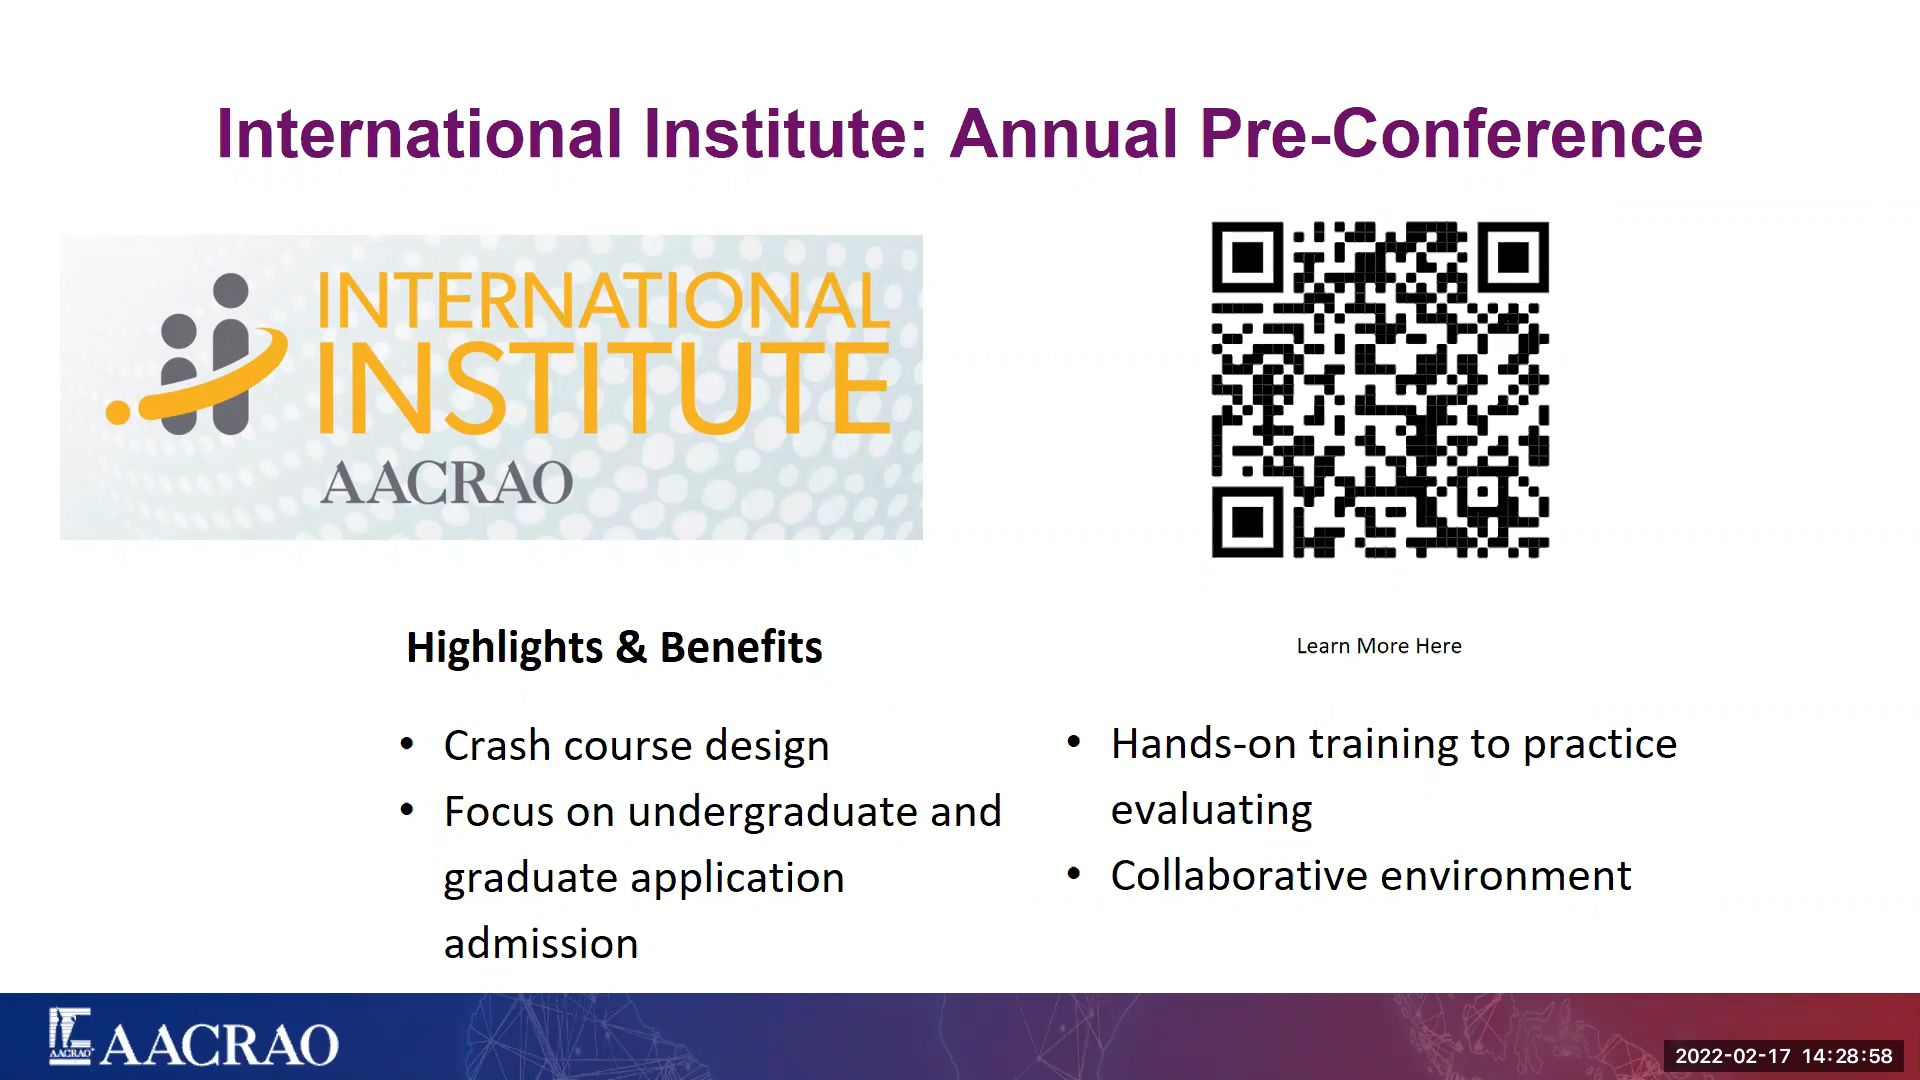 International Institute: Annual Pre-Conference
INTERNATIONAL
INSTITUTE
AACRAO
Highlights & Benefits
Learn More Here
• Crash course design
• Focus on undergraduate and
graduate application
admission
• Hands-on training to practice
evaluating
• Collaborative environment
AACRAO
AACRAO
2022-02-17 14:28:58